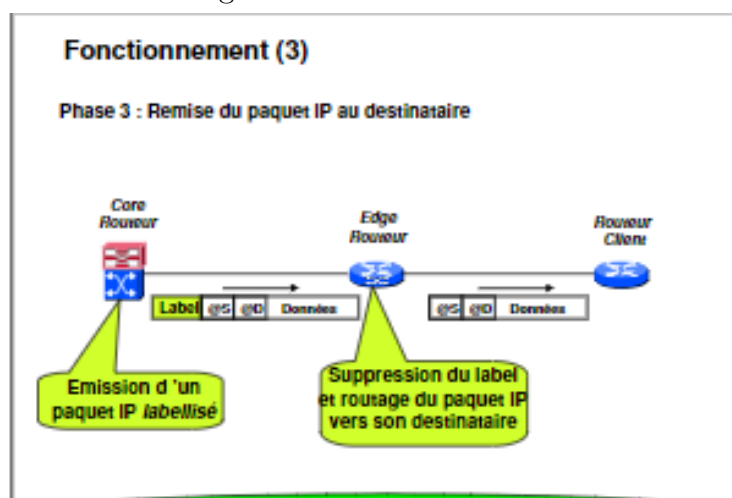 Fonctionnement (3)
Phase 3 : Remise du paquet IP au destinataire
Core
Routeur
Edge
Routeur
Routeur
Client
Label @S @D Données
@S @D Données
Emission d 'un
paquet IP labellisé
Suppression du label
et routage du paquet IP
vers son destinataire